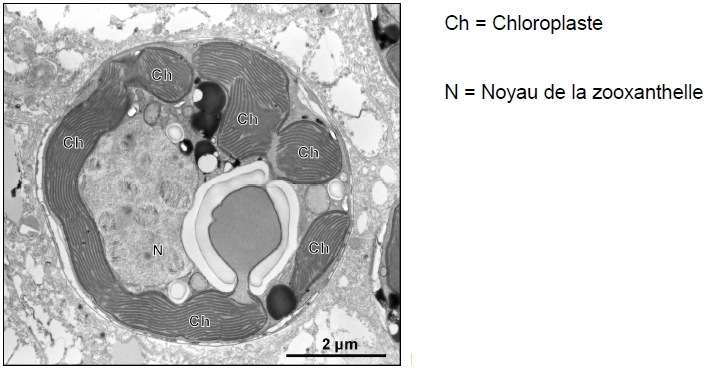 Ch = Chloroplaste
N = Noyau de la zooxanthelle
Ch
Ch
Ch
Ch
N
Ch
Ch
2 µm